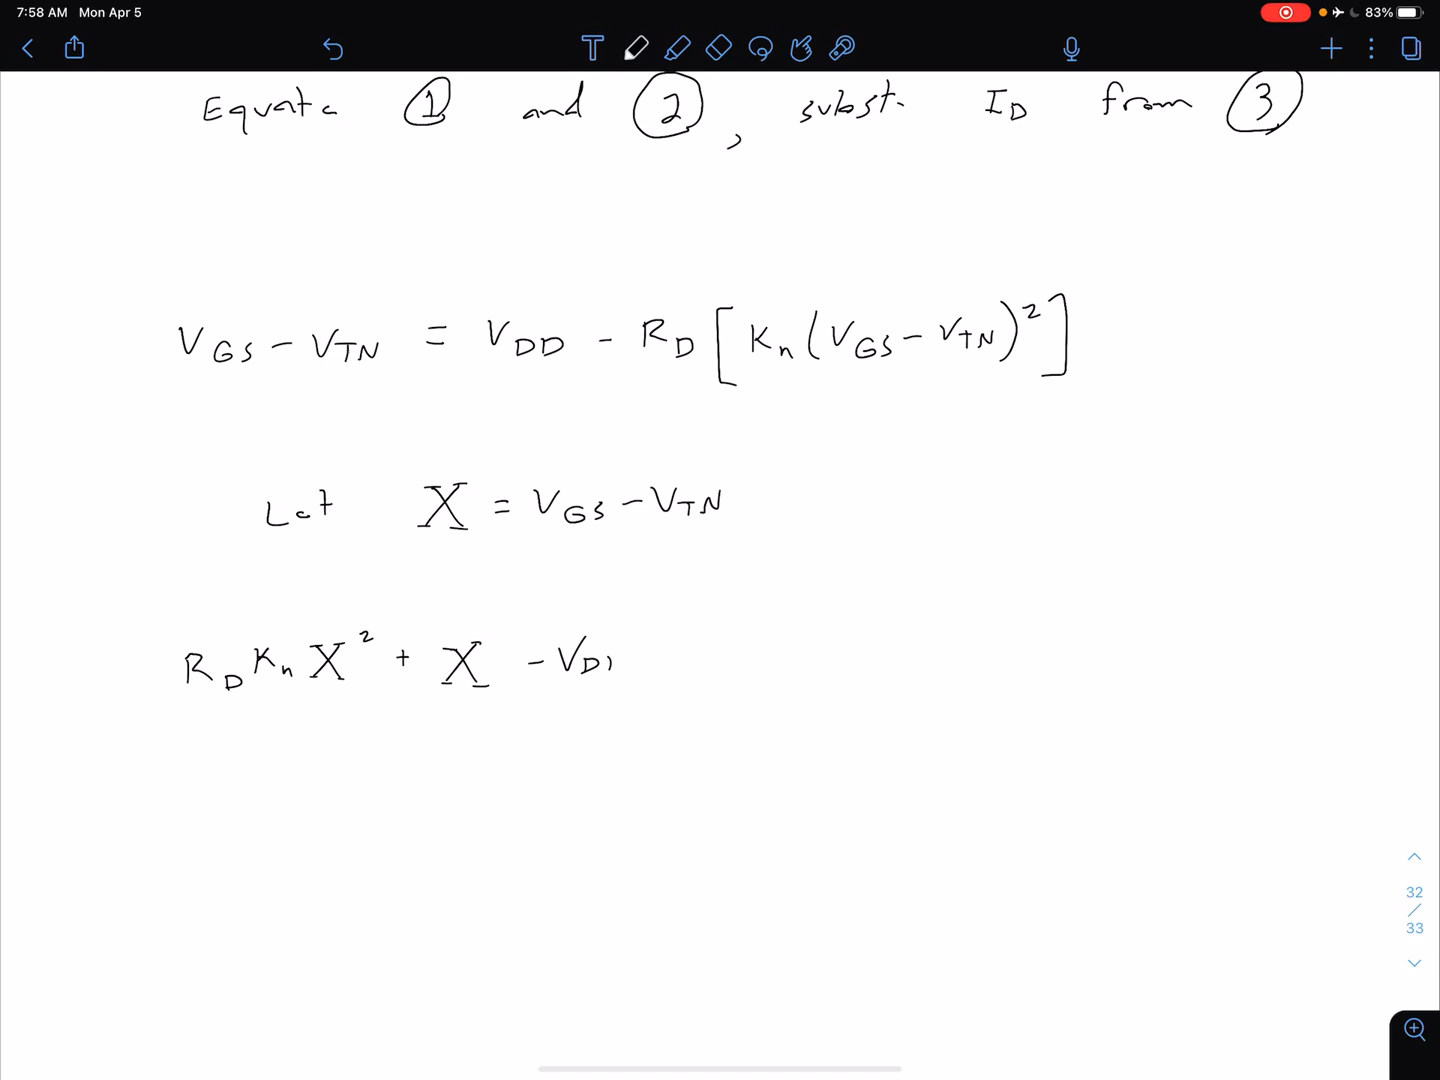 7:58 AM Mon Apr 5 83%
Equate ① and ②, subst. I_D from ③
V_GS - V_TN = V_DD - R_D [K_n (V_GS - V_TN)²]
Let X = V_GS - V_TN
R_D K_n X² + X - V_D
32
/
33